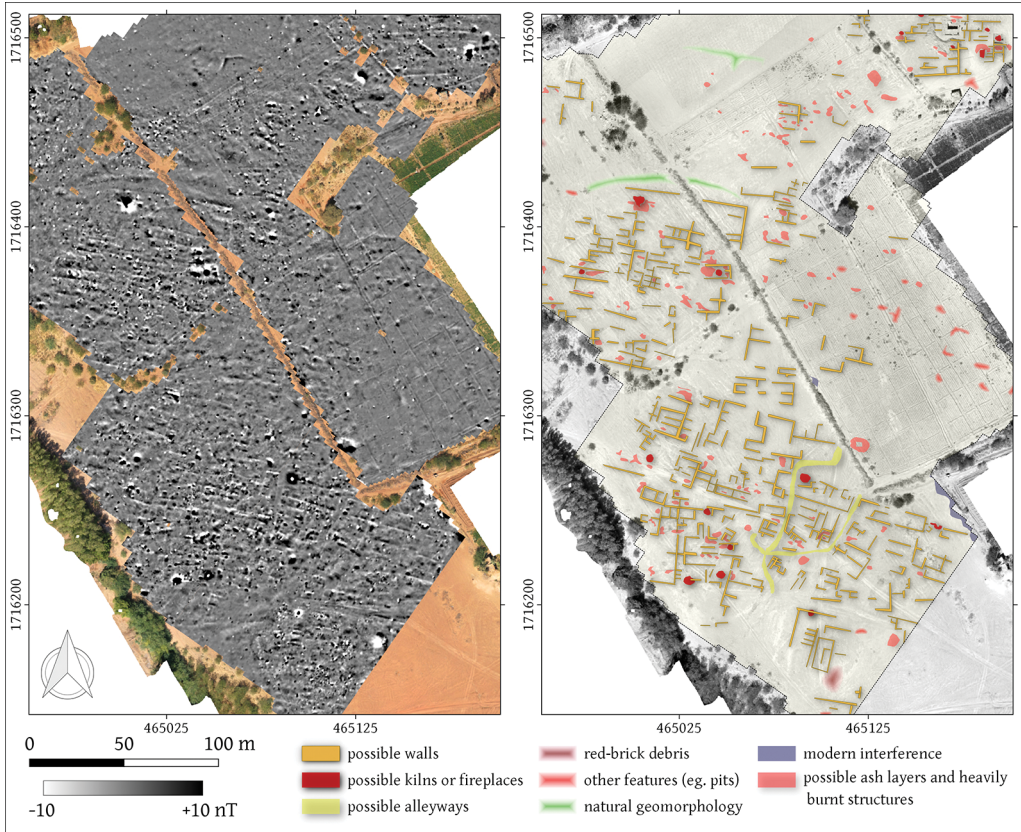 1716500
1716400
1716300
1716200
465025
465125
1716500
1716400
1716300
1716200
465025
465125
0 50 100 m
-10 +10 nT
possible walls
possible kilns or fireplaces
possible alleyways
red-brick debris
other features (eg. pits)
natural geomorphology
modern interference
possible ash layers and heavily
burnt structures